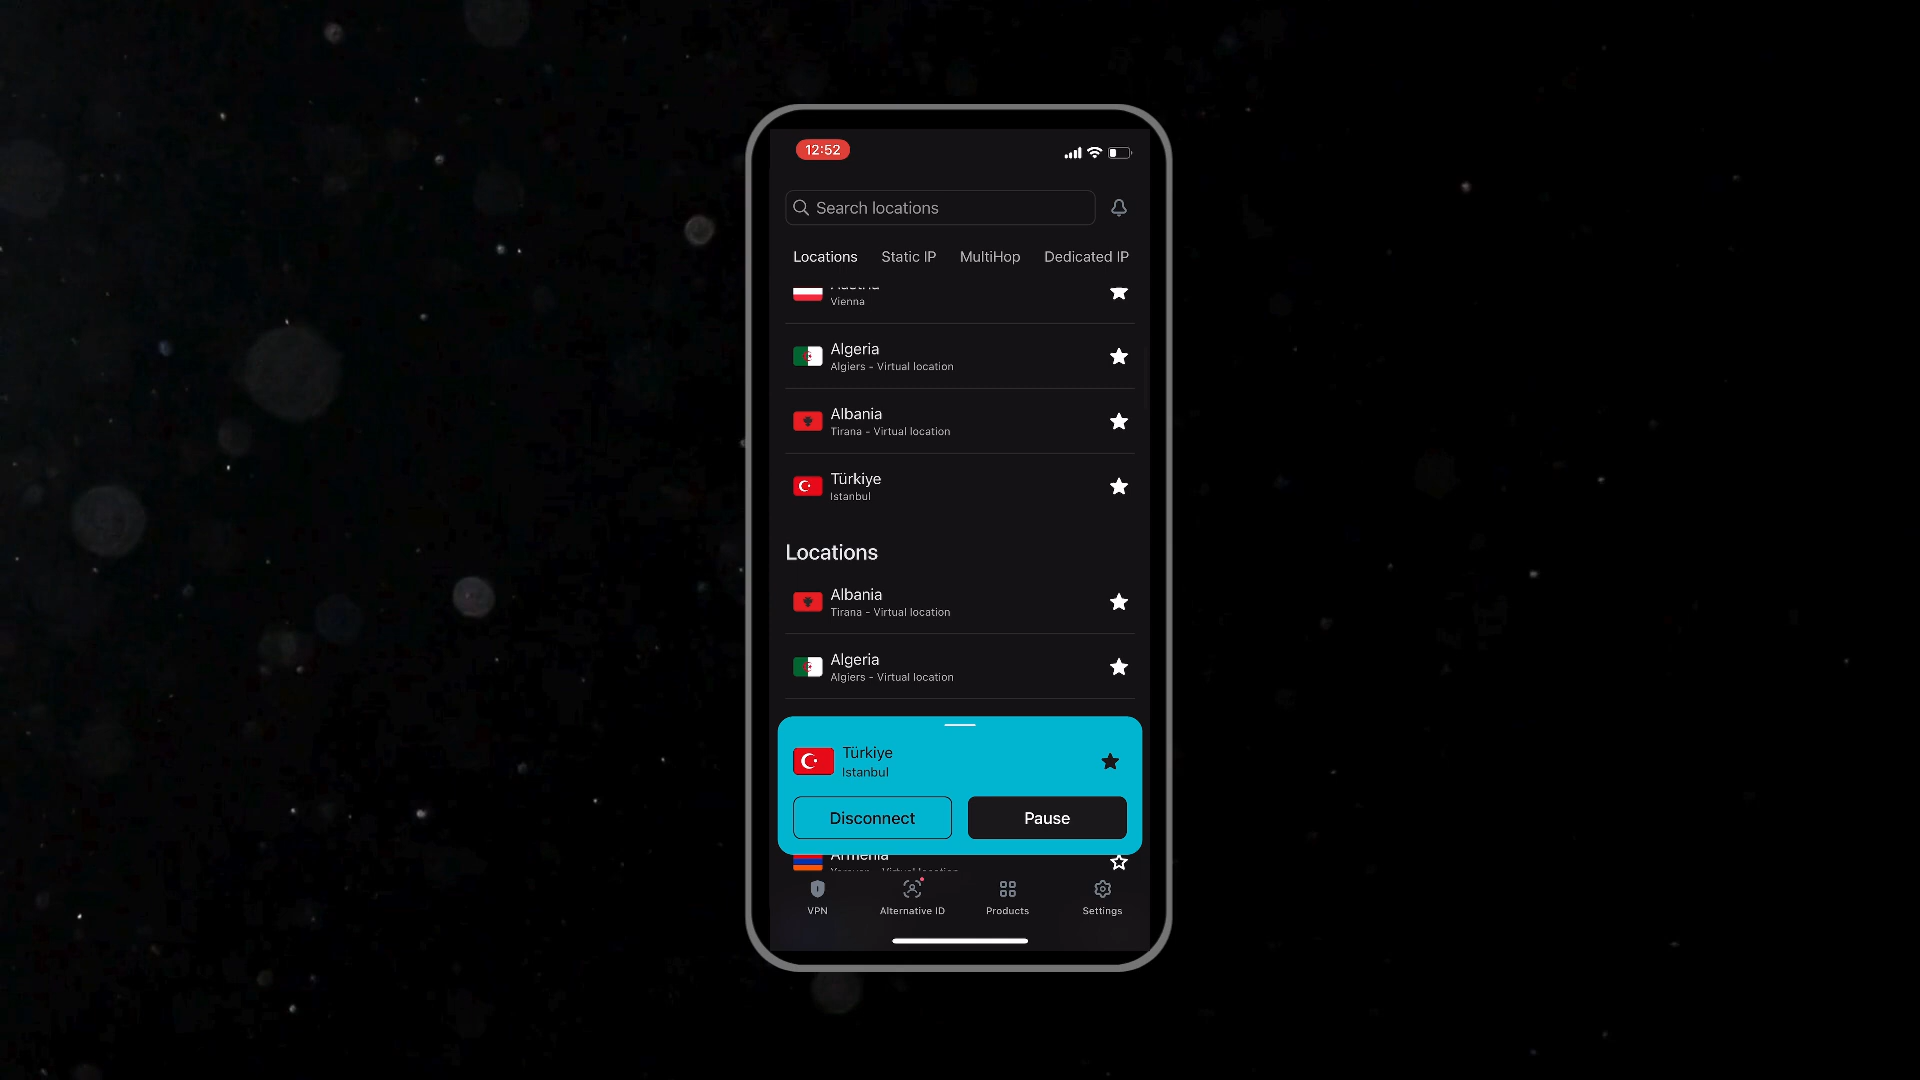 12:52
Search locations
Locations Static IP MultiHop Dedicated IP
Vienna
Algeria
Algiers - Virtual location
Albania
Tirana - Virtual location
Türkiye
Istanbul
Locations
Albania
Tirana - Virtual location
Algeria
Algiers - Virtual location
Türkiye
Istanbul
Disconnect Pause
Armenia
VPN Alternative ID Products Settings